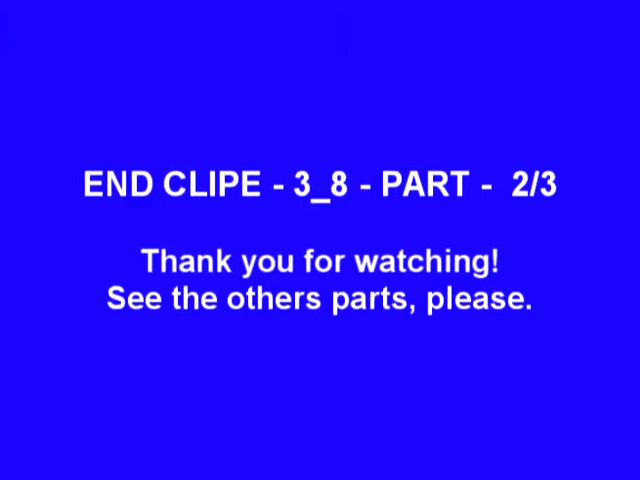 END CLIPE - 3_8 - PART -  2/3
Thank you for watching!
See the others parts, please.